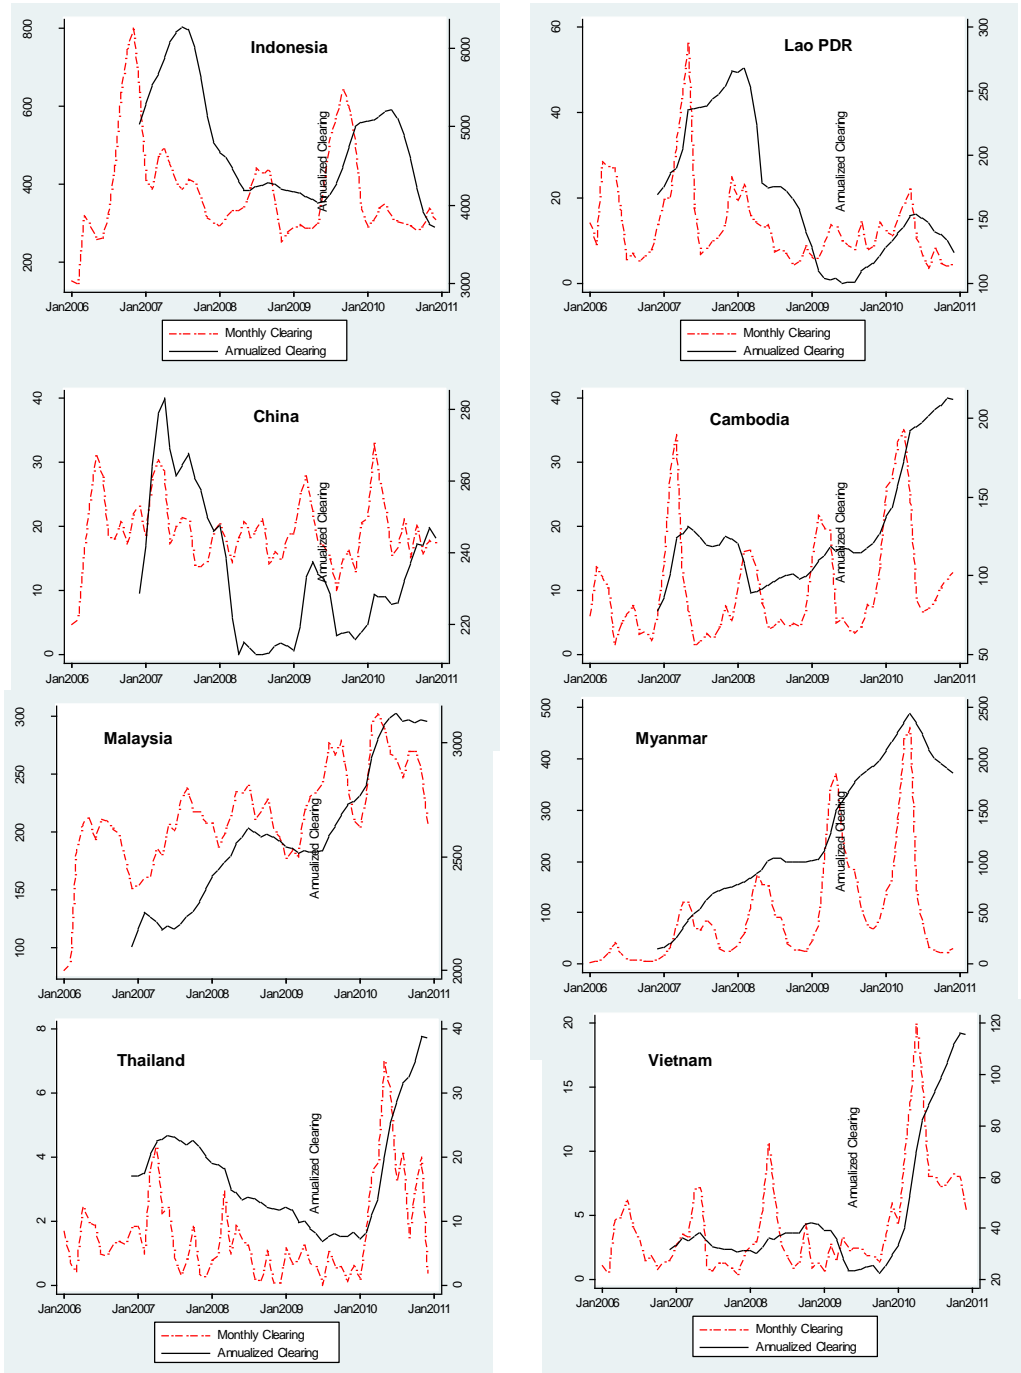 Indonesia
800
600
400
200
6000
5000
4000
3000
Annualized Clearing
Jan2006 Jan2007 Jan2008 Jan2009 Jan2010 Jan2011
Monthly Clearing
Annualized Clearing
Lao PDR
60
40
20
0
300
250
200
150
100
Annualized Clearing
Jan2006 Jan2007 Jan2008 Jan2009 Jan2010 Jan2011
Monthly Clearing
Annualized Clearing
China
40
30
20
10
0
280
260
240
220
Annualized Clearing
Jan2006 Jan2007 Jan2008 Jan2009 Jan2010 Jan2011
Cambodia
40
30
20
10
0
200
150
100
50
Annualized Clearing
Jan2006 Jan2007 Jan2008 Jan2009 Jan2010 Jan2011
Malaysia
300
250
200
150
100
3000
2500
2000
Annualized Clearing
Jan2006 Jan2007 Jan2008 Jan2009 Jan2010 Jan2011
Myanmar
500
400
300
200
100
0
2500
2000
1500
1000
500
0
Annualized Clearing
Jan2006 Jan2007 Jan2008 Jan2009 Jan2010 Jan2011
Thailand
8
6
4
2
0
40
30
20
10
0
Annualized Clearing
Jan2006 Jan2007 Jan2008 Jan2009 Jan2010 Jan2011
Monthly Clearing
Annualized Clearing
Vietnam
20
15
10
5
0
120
100
80
60
40
20
Annualized Clearing
Jan2006 Jan2007 Jan2008 Jan2009 Jan2010 Jan2011
Monthly Clearing
Annualized Clearing